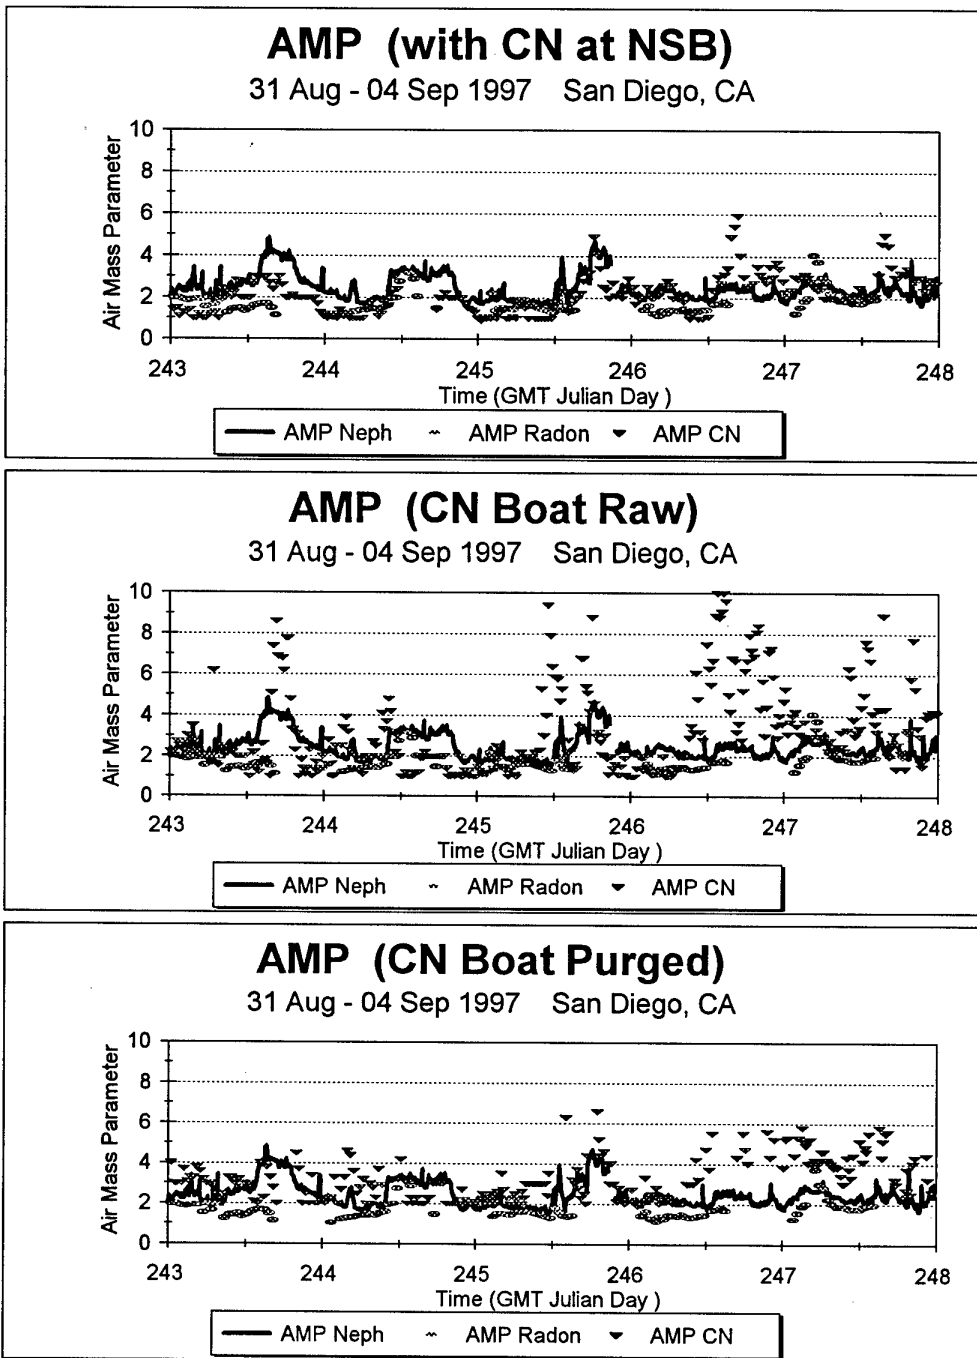 AMP (with CN at NSB)
31 Aug - 04 Sep 1997 San Diego, CA
Air Mass Parameter
10
8
6
4
2
0
243 244 245 246 247 248
Time (GMT Julian Day )
AMP Neph AMP Radon AMP CN
AMP (CN Boat Raw)
31 Aug - 04 Sep 1997 San Diego, CA
Air Mass Parameter
10
8
6
4
2
0
243 244 245 246 247 248
Time (GMT Julian Day )
AMP Neph AMP Radon AMP CN
AMP (CN Boat Purged)
31 Aug - 04 Sep 1997 San Diego, CA
Air Mass Parameter
10
8
6
4
2
0
243 244 245 246 247 248
Time (GMT Julian Day )
AMP Neph AMP Radon AMP CN